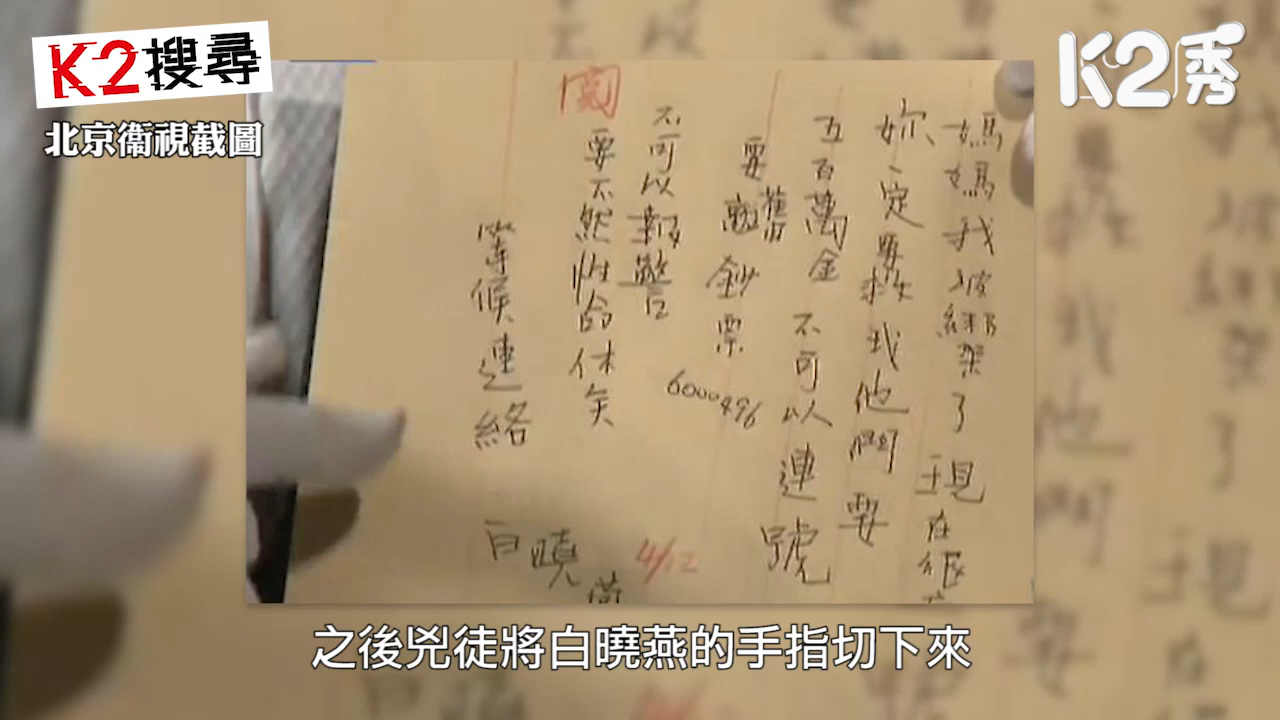 K2搜尋
K2秀
北京衞視截圖
媽媽我被綁架了現在很
妳一定要救我他們要
五百萬金不可以連號
要舊鈔票
6000496
不可以報警
閱
要不然性命休矣
等候連絡
白曉燕
4/12
之後兇徒將白曉燕的手指切下來